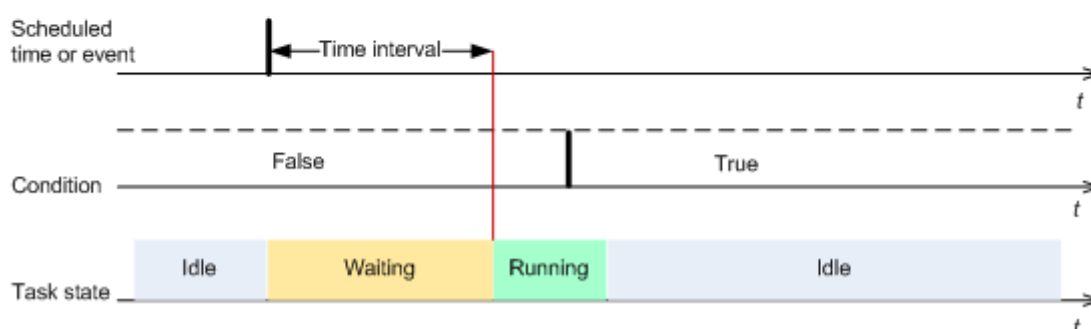 Scheduled
time or event
Time interval
t
False
True
Condition
t
Idle
Waiting
Running
Idle
Task state
t